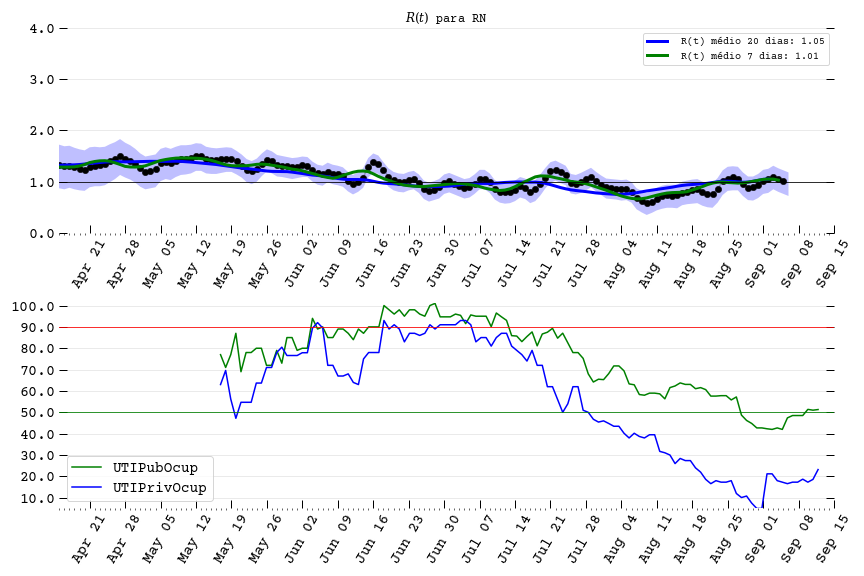 R(t) para RN
4.0
3.0
2.0
1.0
0.0
R(t) médio 20 dias: 1.05
R(t) médio 7 dias: 1.01
Apr 21 Apr 28 May 05 May 12 May 19 May 26 Jun 02 Jun 09 Jun 16 Jun 23 Jun 30 Jul 07 Jul 14 Jul 21 Jul 28 Aug 04 Aug 11 Aug 18 Aug 25 Sep 01 Sep 08 Sep 15
100.0
90.0
80.0
70.0
60.0
50.0
40.0
30.0
20.0
10.0
UTIPubOcup
UTIPrivOcup
Apr 21 Apr 28 May 05 May 12 May 19 May 26 Jun 02 Jun 09 Jun 16 Jun 23 Jun 30 Jul 07 Jul 14 Jul 21 Jul 28 Aug 04 Aug 11 Aug 18 Aug 25 Sep 01 Sep 08 Sep 15